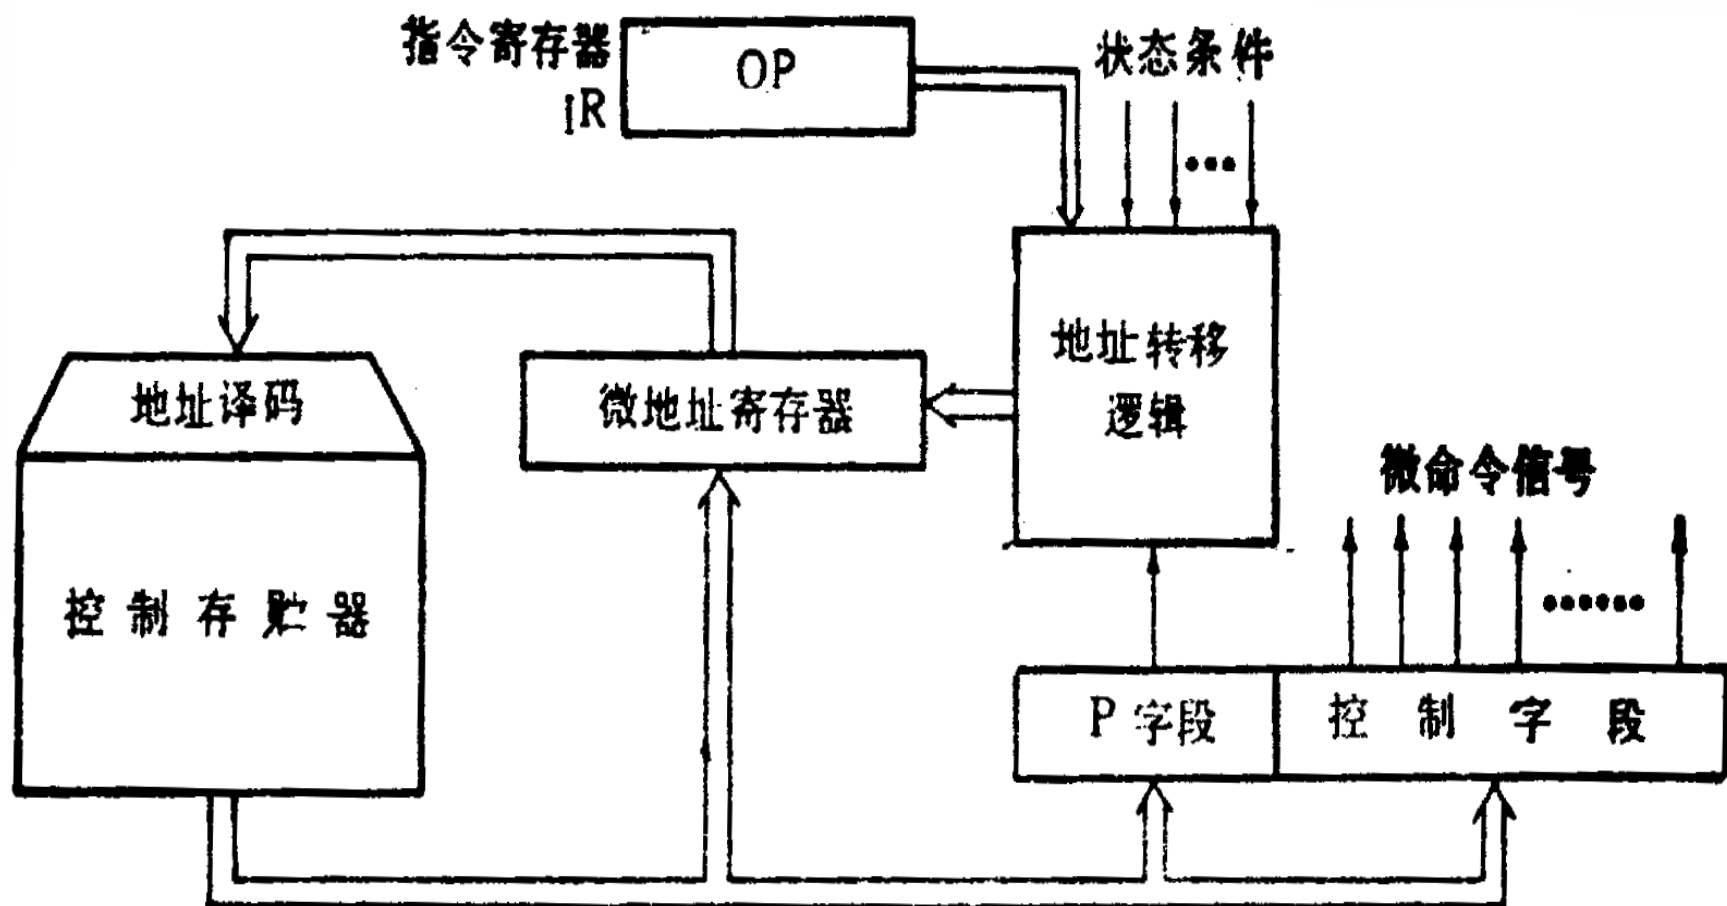 指令寄存器
IR
OP
状态条件
地址转移
逻辑
地址译码
微地址寄存器
微命令信号
控制存贮器
P字段
控制字段